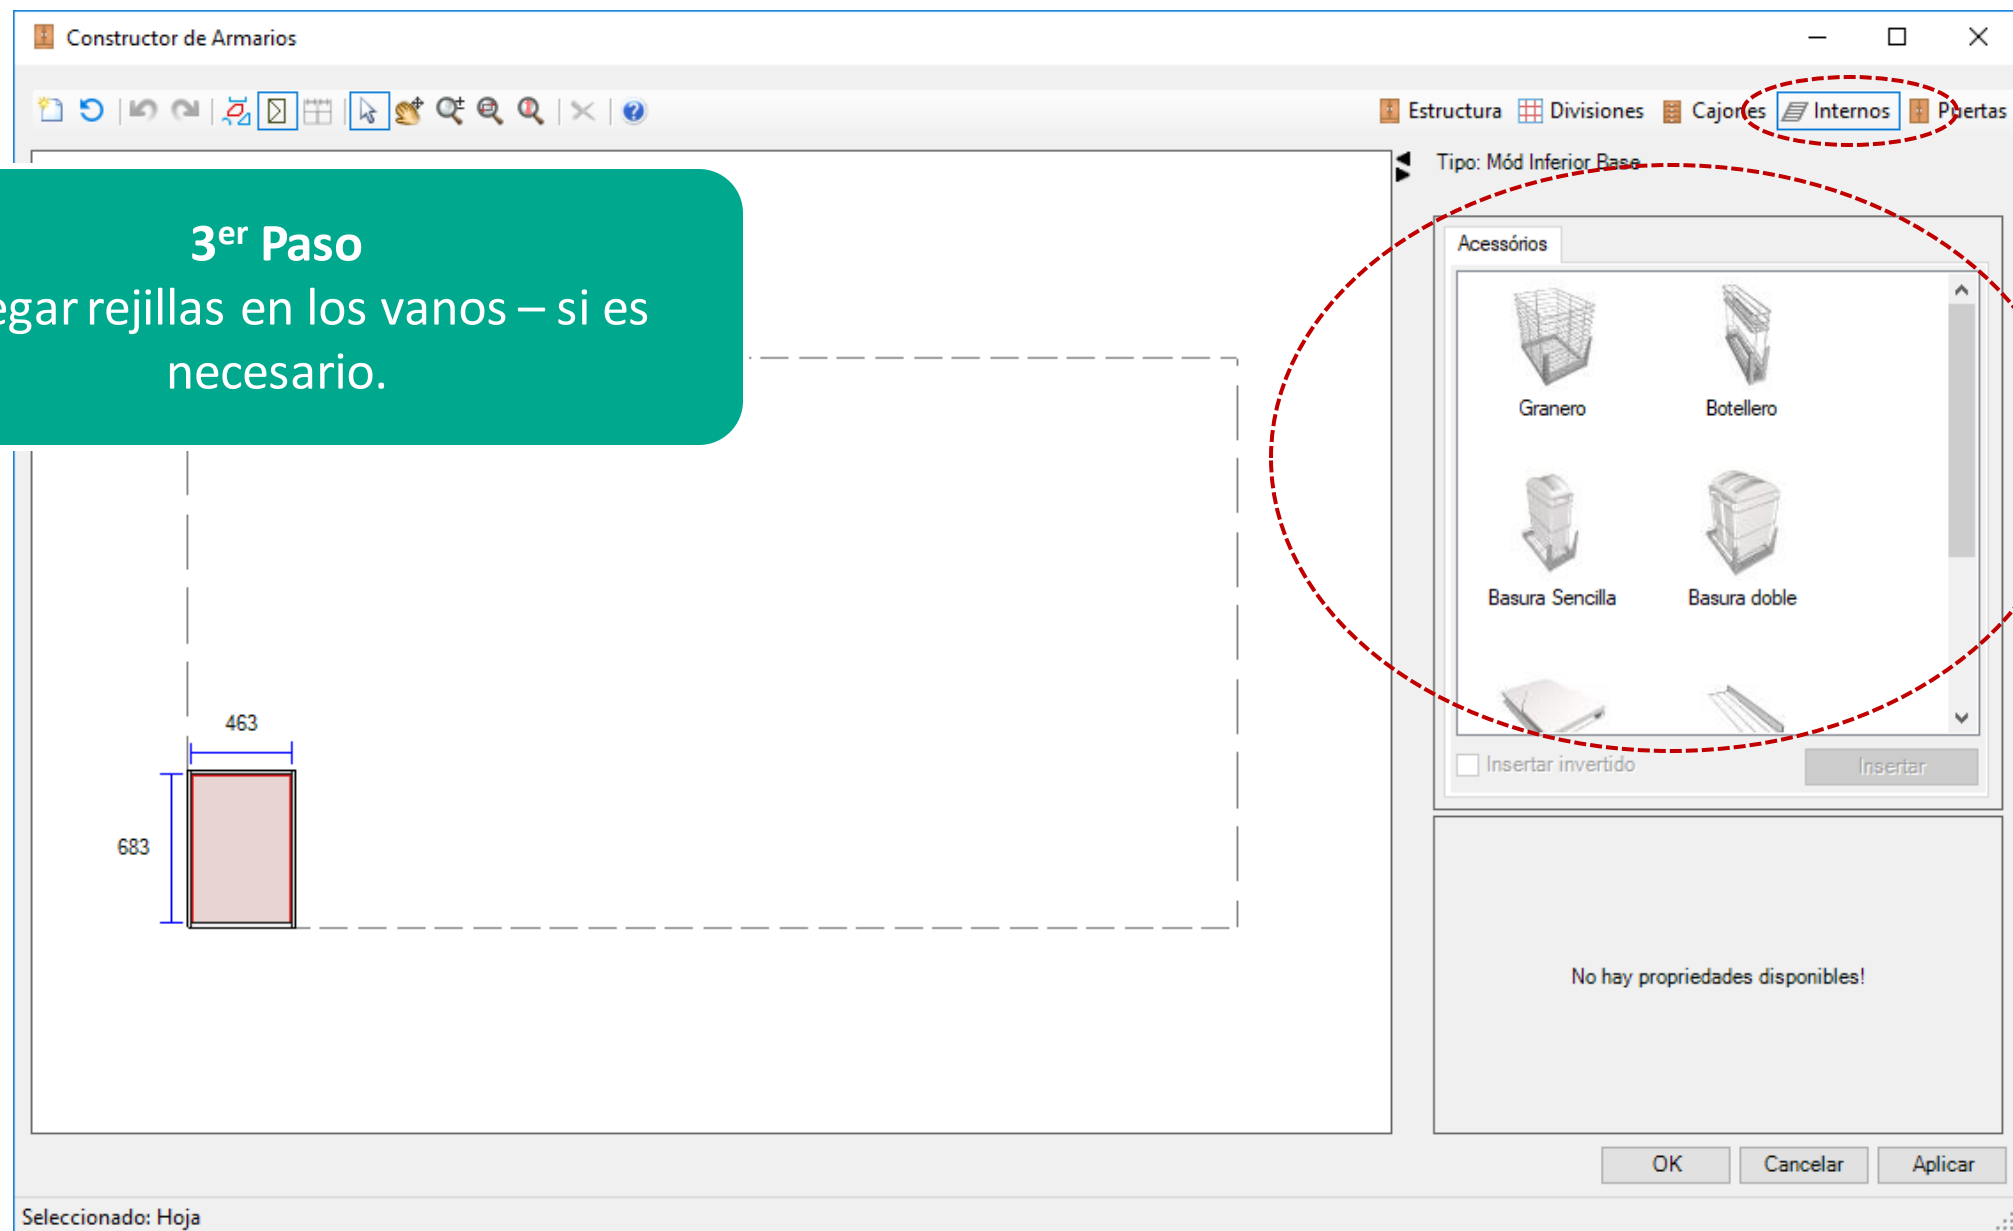 Constructor de Armarios
Estructura Divisiones Cajones Internos Puertas
Tipo: Mód Inferior Base
3er Paso
egar rejillas en los vanos – si es
necesario.
Acessórios
Granero Botellero
Basura Sencilla Basura doble
Insertar invertido Insertar
463
683
No hay propriedades disponibles!
OK Cancelar Aplicar
Seleccionado: Hoja